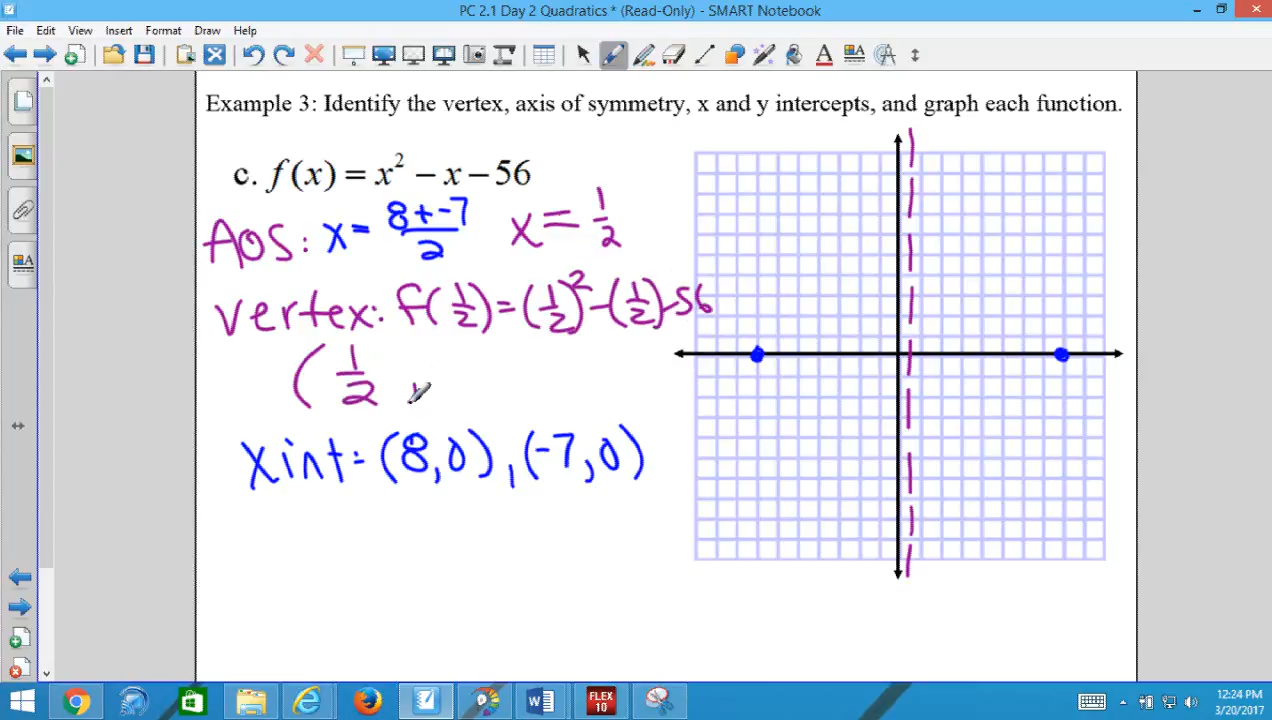 PC 2.1 Day 2 Quadratics * (Read-Only) - SMART Notebook
File Edit View Insert Format Draw Help
Example 3: Identify the vertex, axis of symmetry, x and y intercepts, and graph each function.
c. f(x) = x² − x − 56
AOS: x = (8 + -7)/2 x = 1/2
vertex: f(1/2) = (1/2)² - (1/2) - 56
(1/2 ,
x int = (8,0), (-7,0)
FLEX 10
12:24 PM
3/20/2017